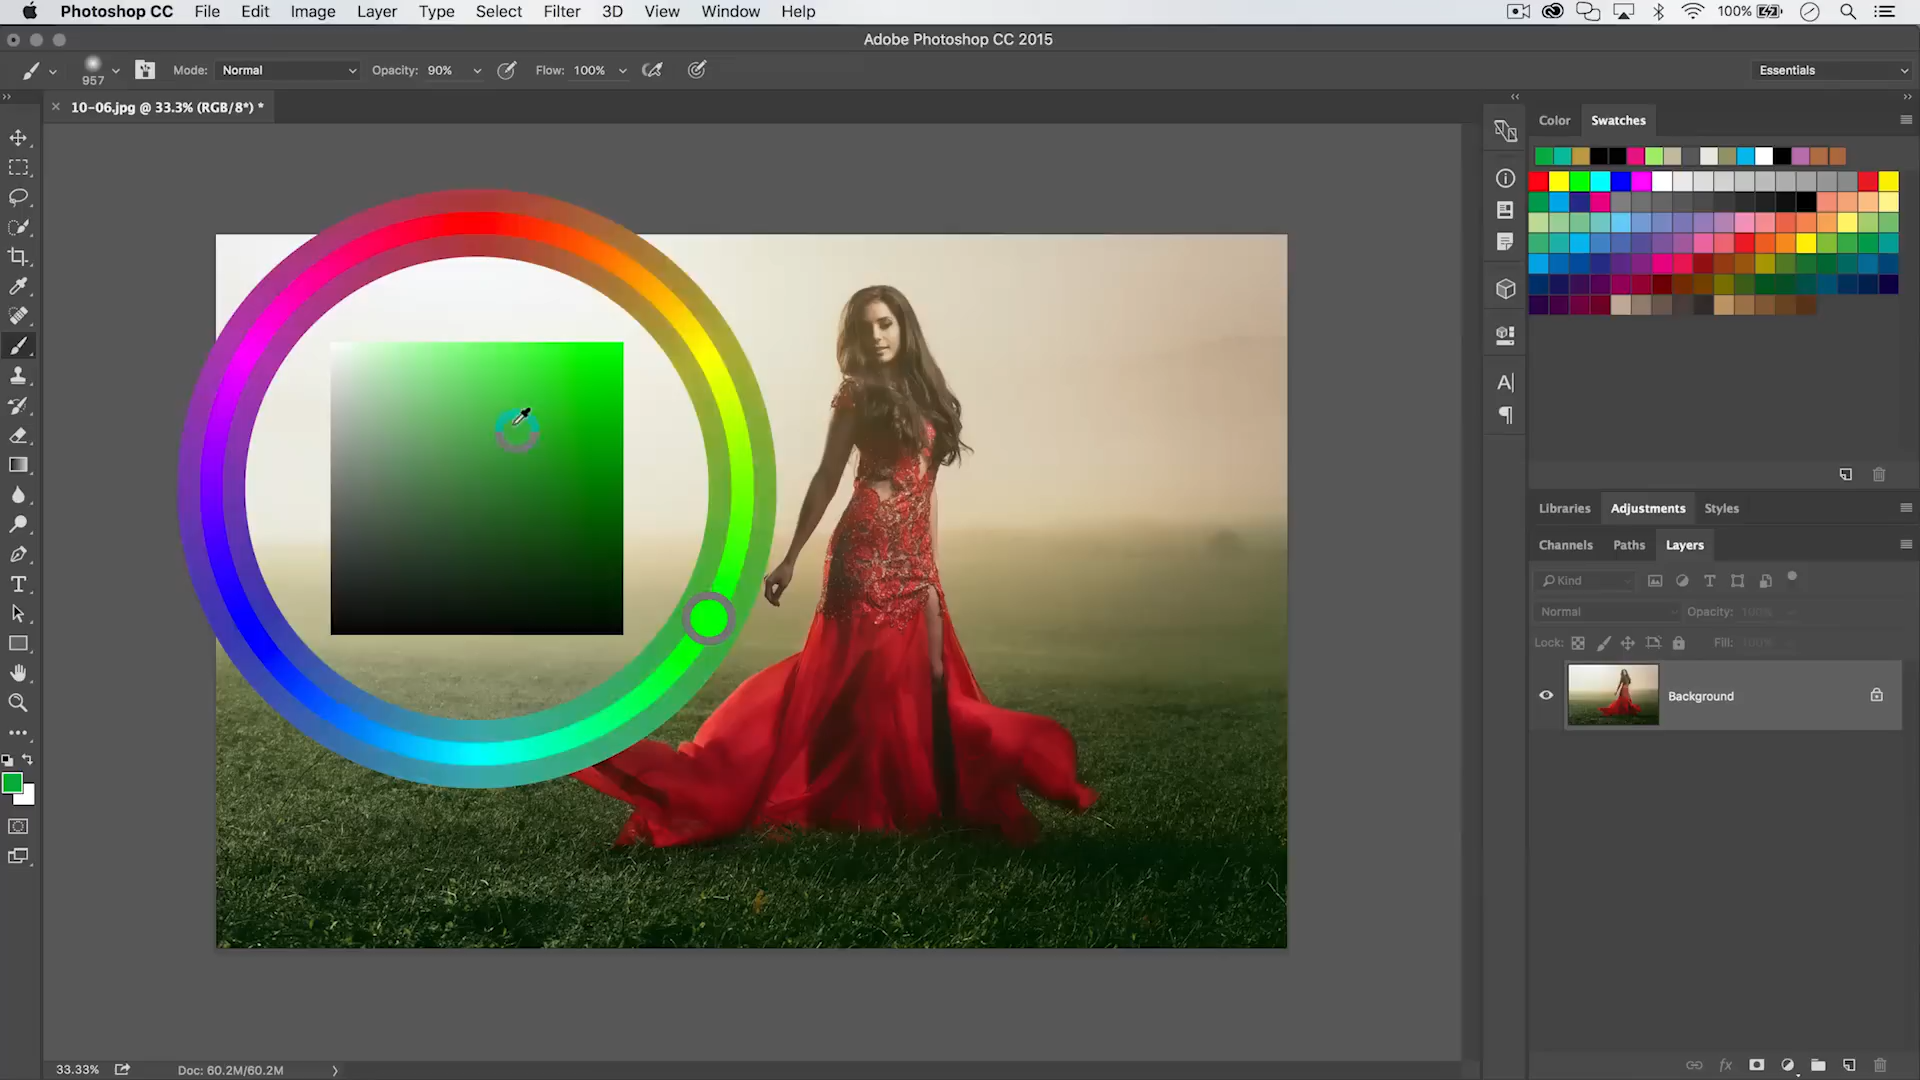 Photoshop CC File Edit Image Layer Type Select Filter 3D View Window Help 100%
Adobe Photoshop CC 2015
957 Mode: Normal Opacity: 90% Flow: 100% Essentials
10-06.jpg @ 33.3% (RGB/8*) *
Color Swatches
Libraries Adjustments Styles
Channels Paths Layers
Kind
Normal Opacity: 100%
Lock: Fill: 100%
Background
33.33% Doc: 60.2M/60.2M